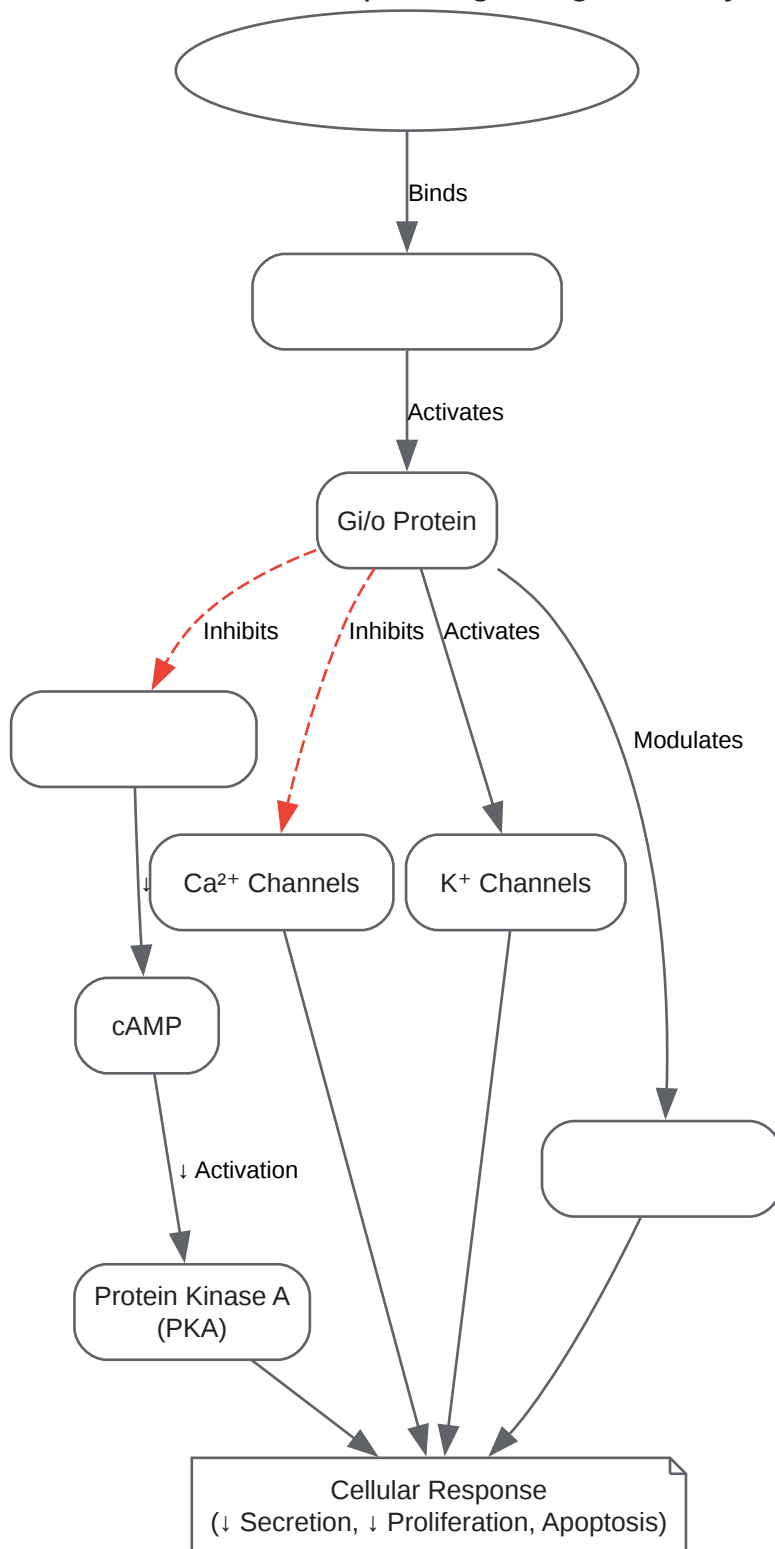 Binds
Activates
Gi/o Protein
Inhibits
Inhibits
Activates
Modulates
↓
Ca²⁺ Channels
K⁺ Channels
cAMP
↓ Activation
Protein Kinase A
(PKA)
Cellular Response
(↓ Secretion, ↓ Proliferation, Apoptosis)